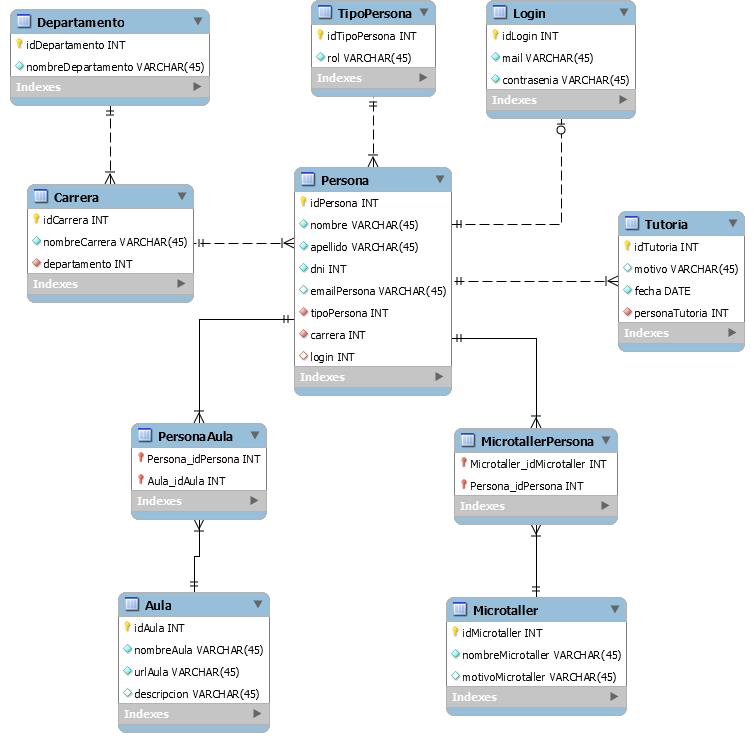 Departamento
idDepartamento INT
nombreDepartamento VARCHAR(45)
Indexes
TipoPersona
idTipoPersona INT
rol VARCHAR(45)
Indexes
Login
idLogin INT
mail VARCHAR(45)
contrasenia VARCHAR(45)
Indexes
Carrera
idCarrera INT
nombreCarrera VARCHAR(45)
departamento INT
Indexes
Persona
idPersona INT
nombre VARCHAR(45)
apellido VARCHAR(45)
dni INT
emailPersona VARCHAR(45)
tipoPersona INT
carrera INT
login INT
Indexes
Tutoria
idTutoria INT
motivo VARCHAR(45)
fecha DATE
personaTutoria INT
Indexes
PersonaAula
Persona_idPersona INT
Aula_idAula INT
Indexes
MicrotallerPersona
Microtaller_idMicrotaller INT
Persona_idPersona INT
Indexes
Aula
idAula INT
nombreAula VARCHAR(45)
urlAula VARCHAR(45)
descripcion VARCHAR(45)
Indexes
Microtaller
idMicrotaller INT
nombreMicrotaller VARCHAR(45)
motivoMicrotaller VARCHAR(45)
Indexes